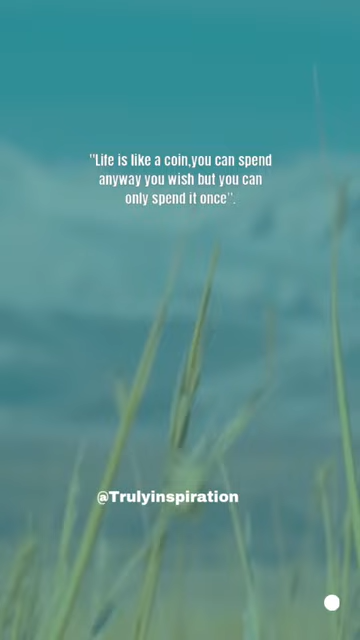 "Life is like a coin,you can spend
anyway you wish but you can
only spend it once".
@Trulyinspiration